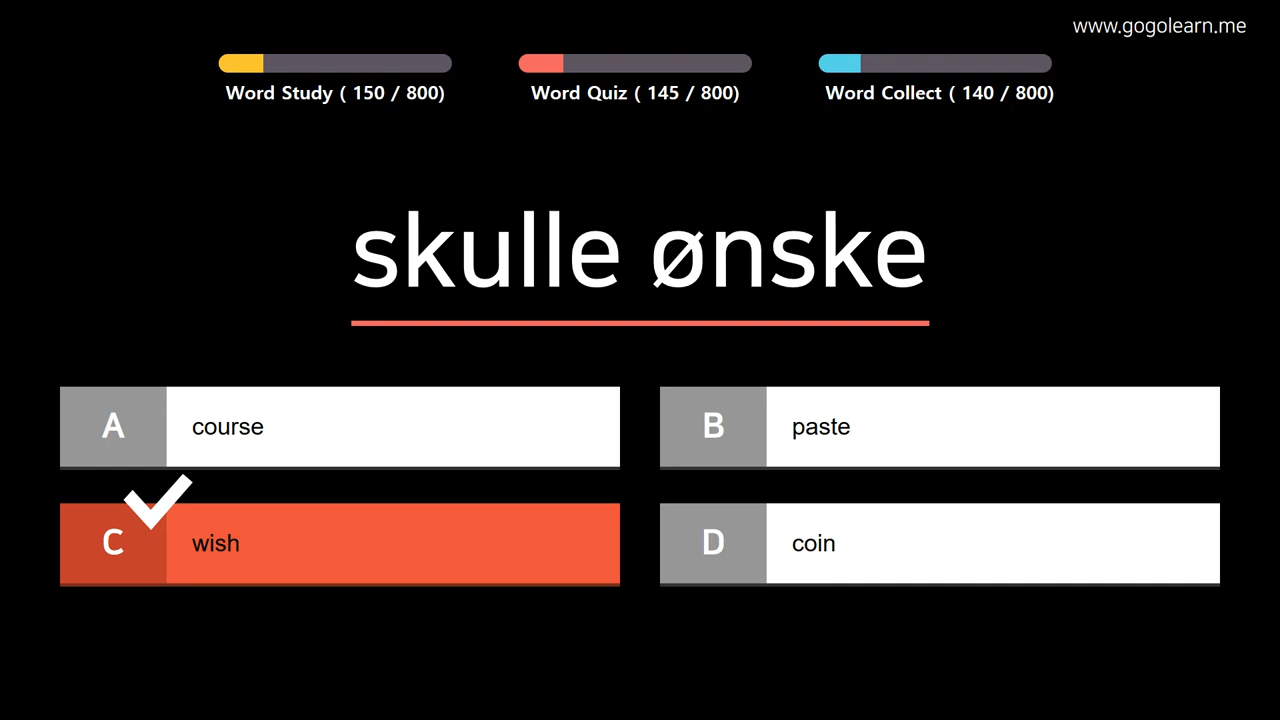 www.gogolearn.me
Word Study ( 150 / 800)
Word Quiz ( 145 / 800)
Word Collect ( 140 / 800)
skulle ønske
A course
B paste
C wish
D coin